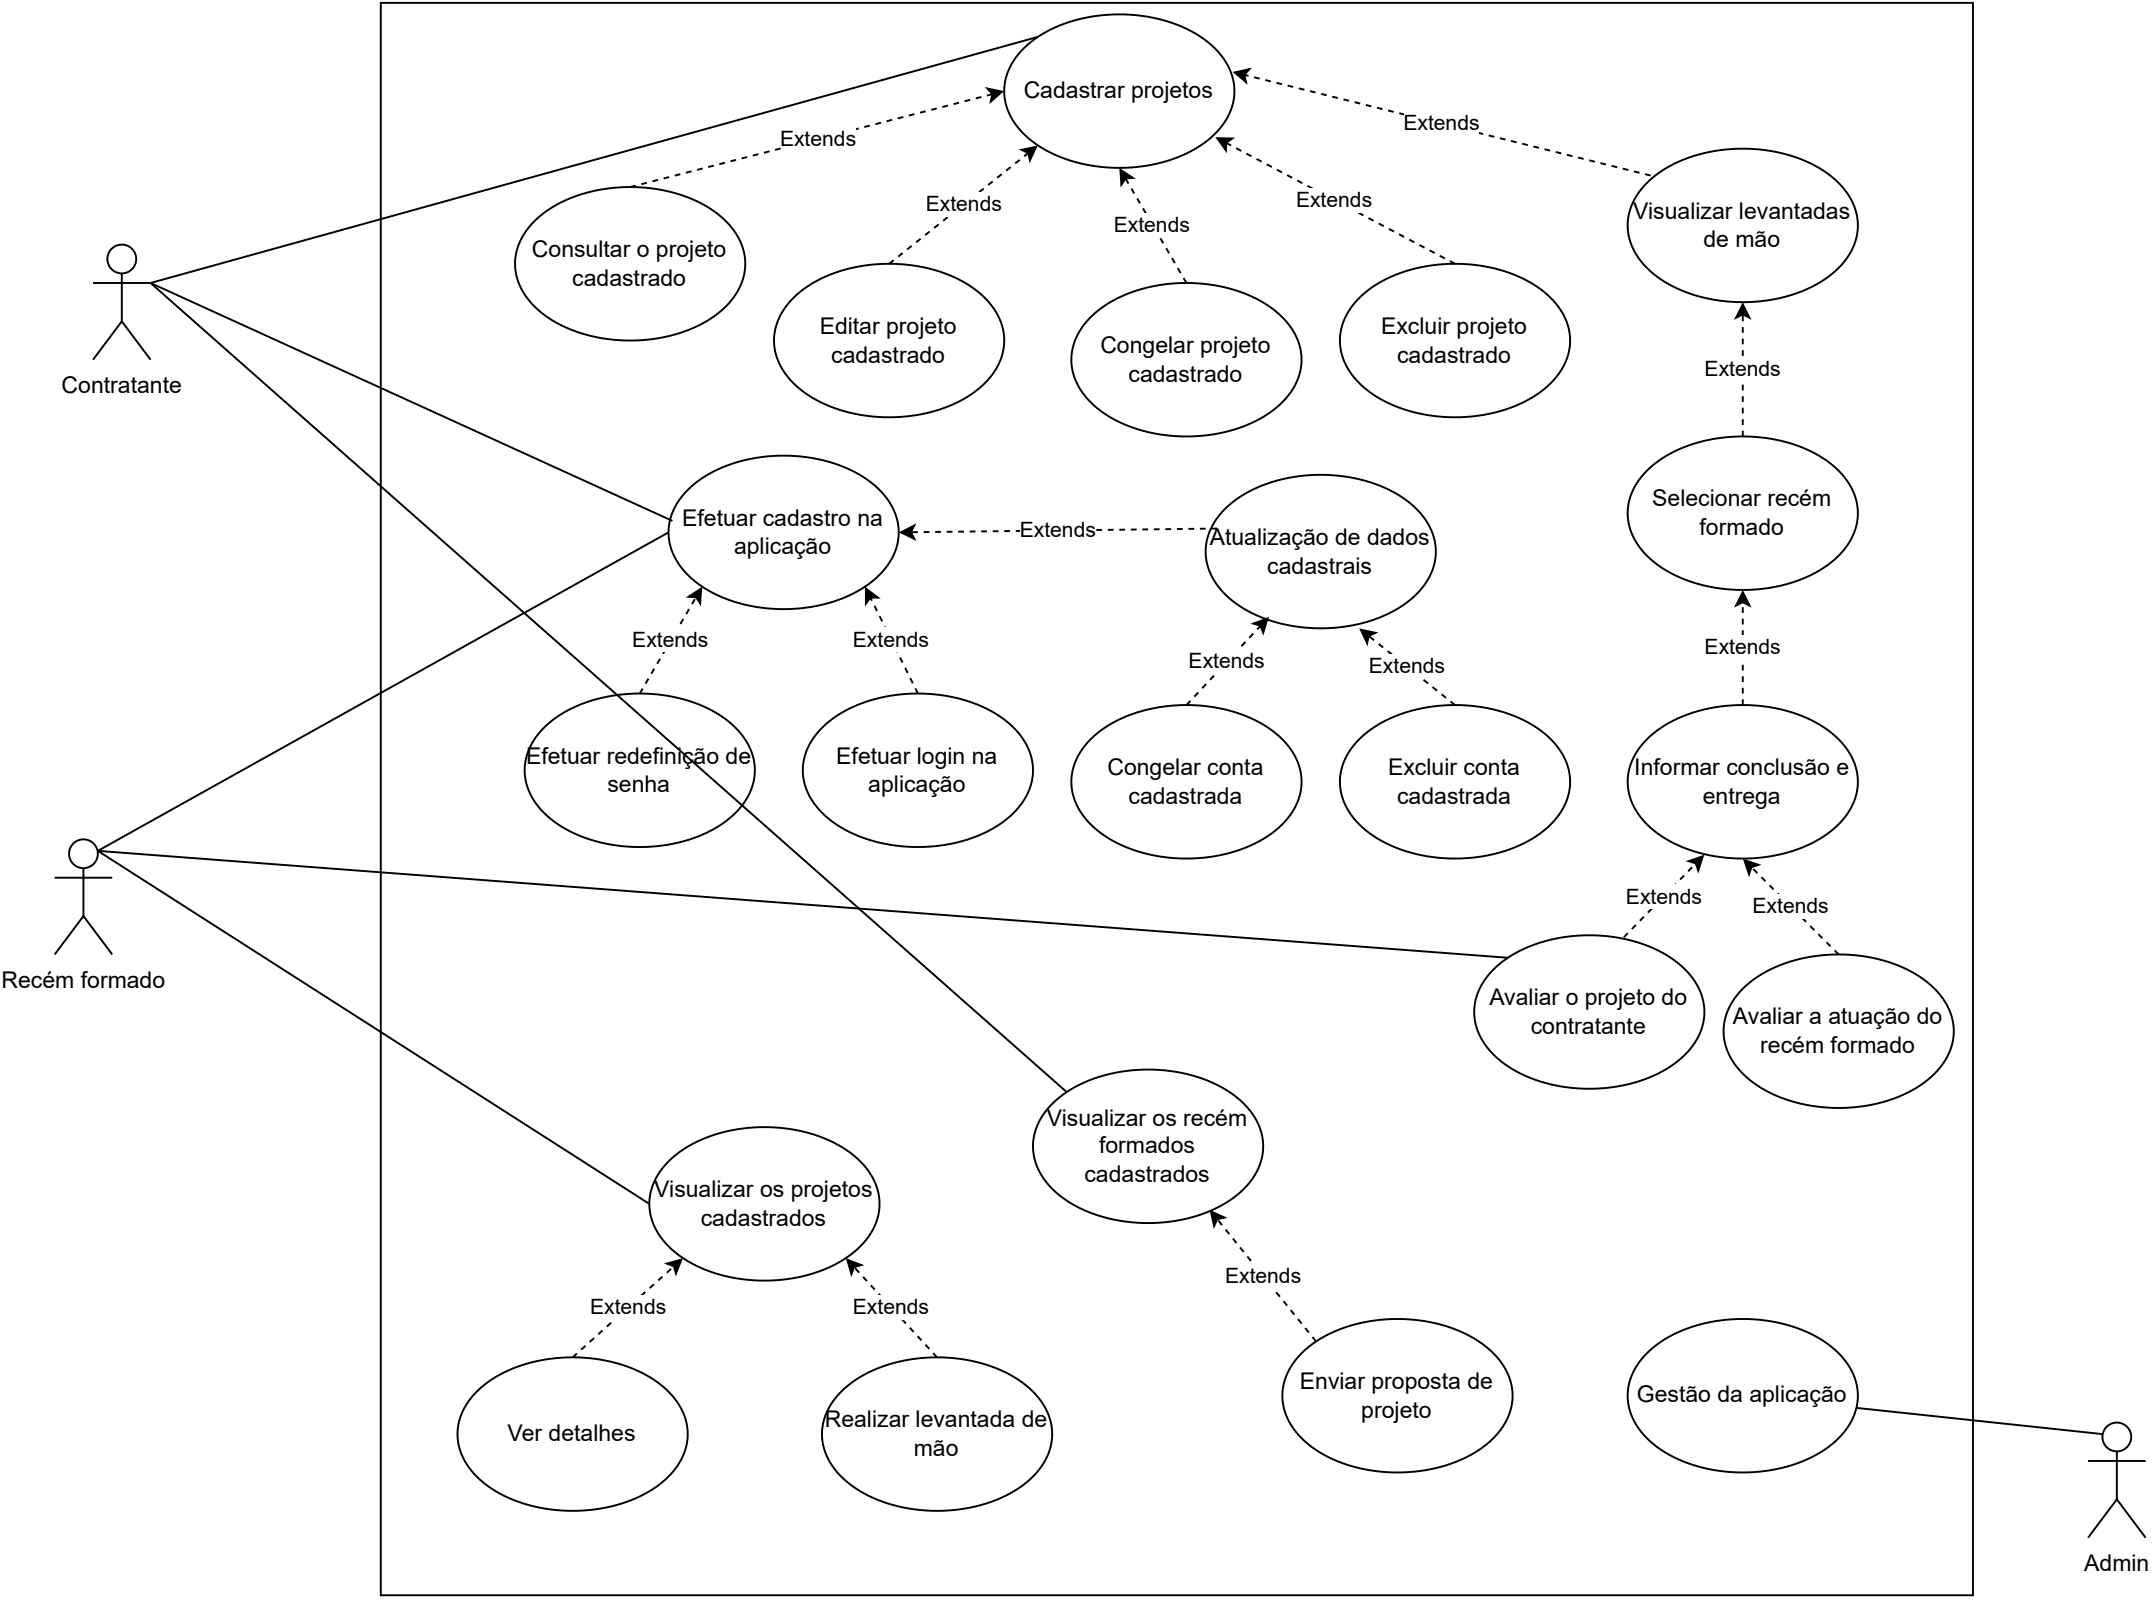 Cadastrar projetos
Extends
Extends
Extends
Extends
Extends
Visualizar levantadas
de mão
Consultar o projeto
cadastrado
Editar projeto
cadastrado
Congelar projeto
cadastrado
Excluir projeto
cadastrado
Contratante
Extends
Selecionar recém
formado
Efetuar cadastro na
aplicação
Extends
Atualização de dados
cadastrais
Extends
Extends
Extends
Extends
Extends
Efetuar redefinição de
senha
Efetuar login na
aplicação
Congelar conta
cadastrada
Excluir conta
cadastrada
Informar conclusão e
entrega
Extends
Extends
Recém formado
Avaliar o projeto do
contratante
Avaliar a atuação do
recém formado
Visualizar os recém
formados
cadastrados
Visualizar os projetos
cadastrados
Extends
Extends
Extends
Ver detalhes
Realizar levantada de
mão
Enviar proposta de
projeto
Gestão da aplicação
Admin